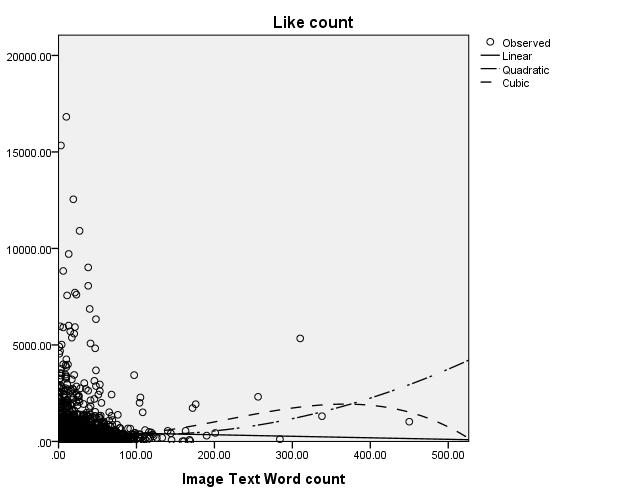 Like count
Observed
Linear
Quadratic
Cubic
20000.00
15000.00
10000.00
5000.00
.00
.00
100.00
200.00
300.00
400.00
500.00
Image Text Word count